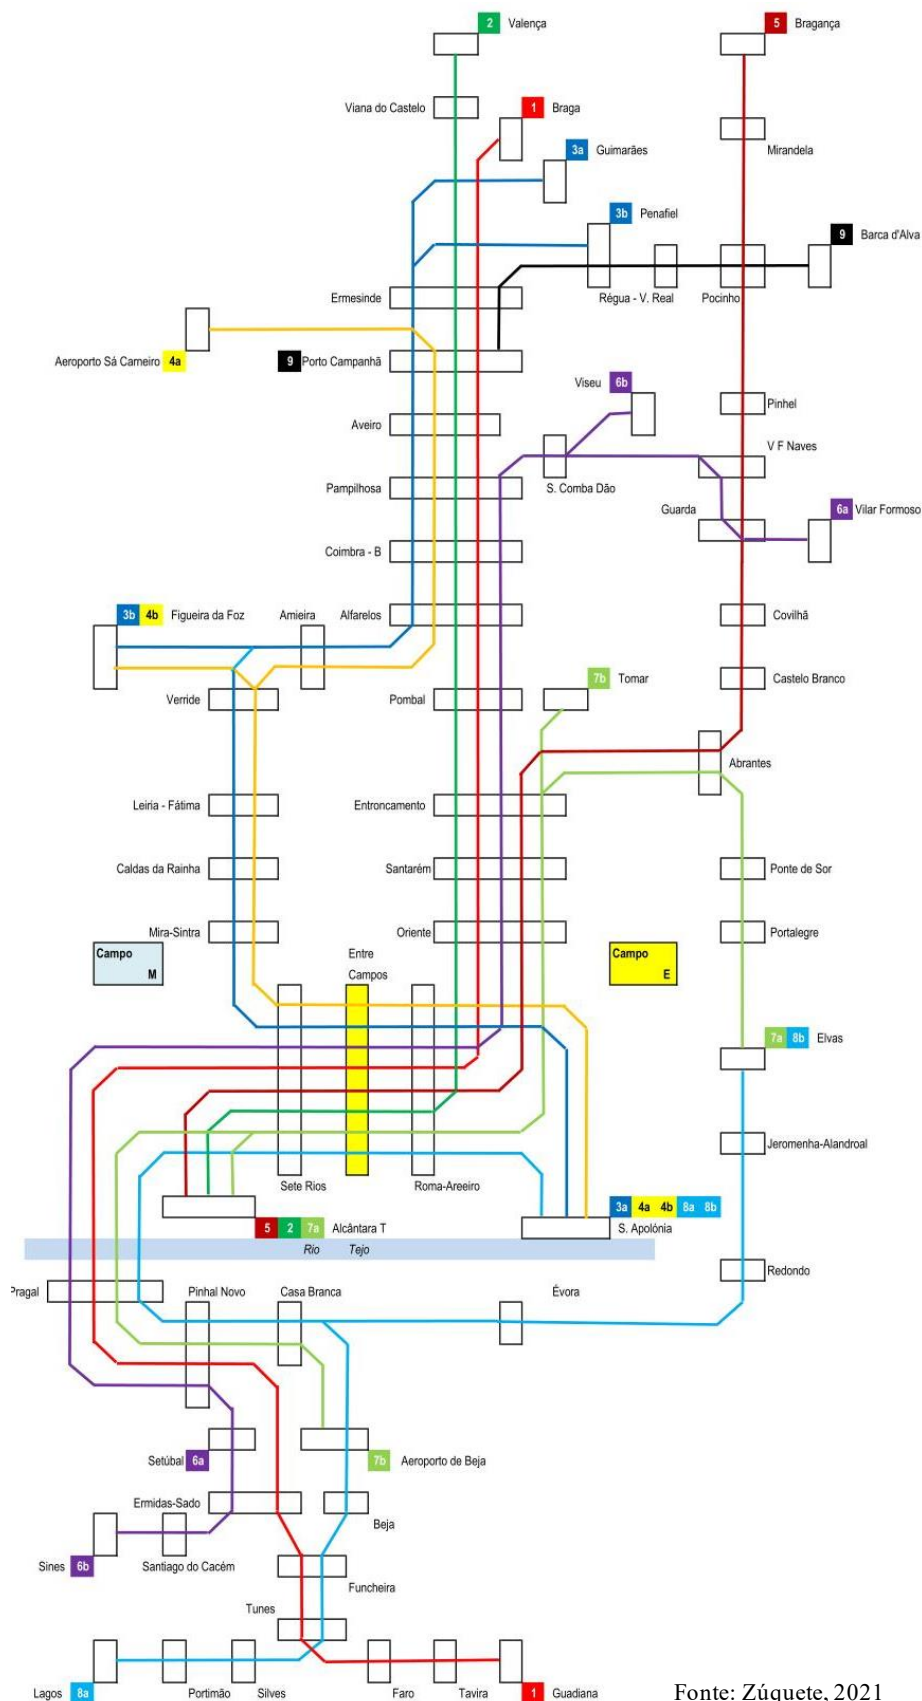 2 Valença
5 Bragança
Viana do Castelo
1 Braga
Mirandela
3a Guimarães
3b Penafiel
9 Barca d'Alva
Ermesinde
Régua - V. Real
Pocinho
Aeroporto Sá Carneiro 4a
9 Porto Campanhã
Viseu 6b
Pinhel
Aveiro
V F Naves
Pampilhosa
S. Comba Dão
Guarda
6a Vilar Formoso
Coimbra - B
3b 4b Figueira da Foz
Amieira
Alfarelos
Covilhã
7b Tomar
Castelo Branco
Verride
Pombal
Abrantes
Leiria - Fátima
Entroncamento
Caldas da Rainha
Santarém
Ponte de Sor
Mira-Sintra
Oriente
Portalegre
Campo
M
Entre
Campos
Campo
E
7a 8b Elvas
Jeromenha-Alandroal
Sete Rios
Roma-Areeiro
5 2 7a Alcântara T
3a 4a 4b 8a 8b
S. Apolónia
Rio Tejo
Redondo
Pragal
Pinhal Novo
Casa Branca
Évora
Setúbal 6a
7b Aeroporto de Beja
Ermidas-Sado
Beja
Sines 6b
Santiago do Cacém
Funcheira
Tunes
Lagos 8a
Portimão
Silves
Faro
Tavira
1 Guadiana
Fonte: Zúquete, 2021